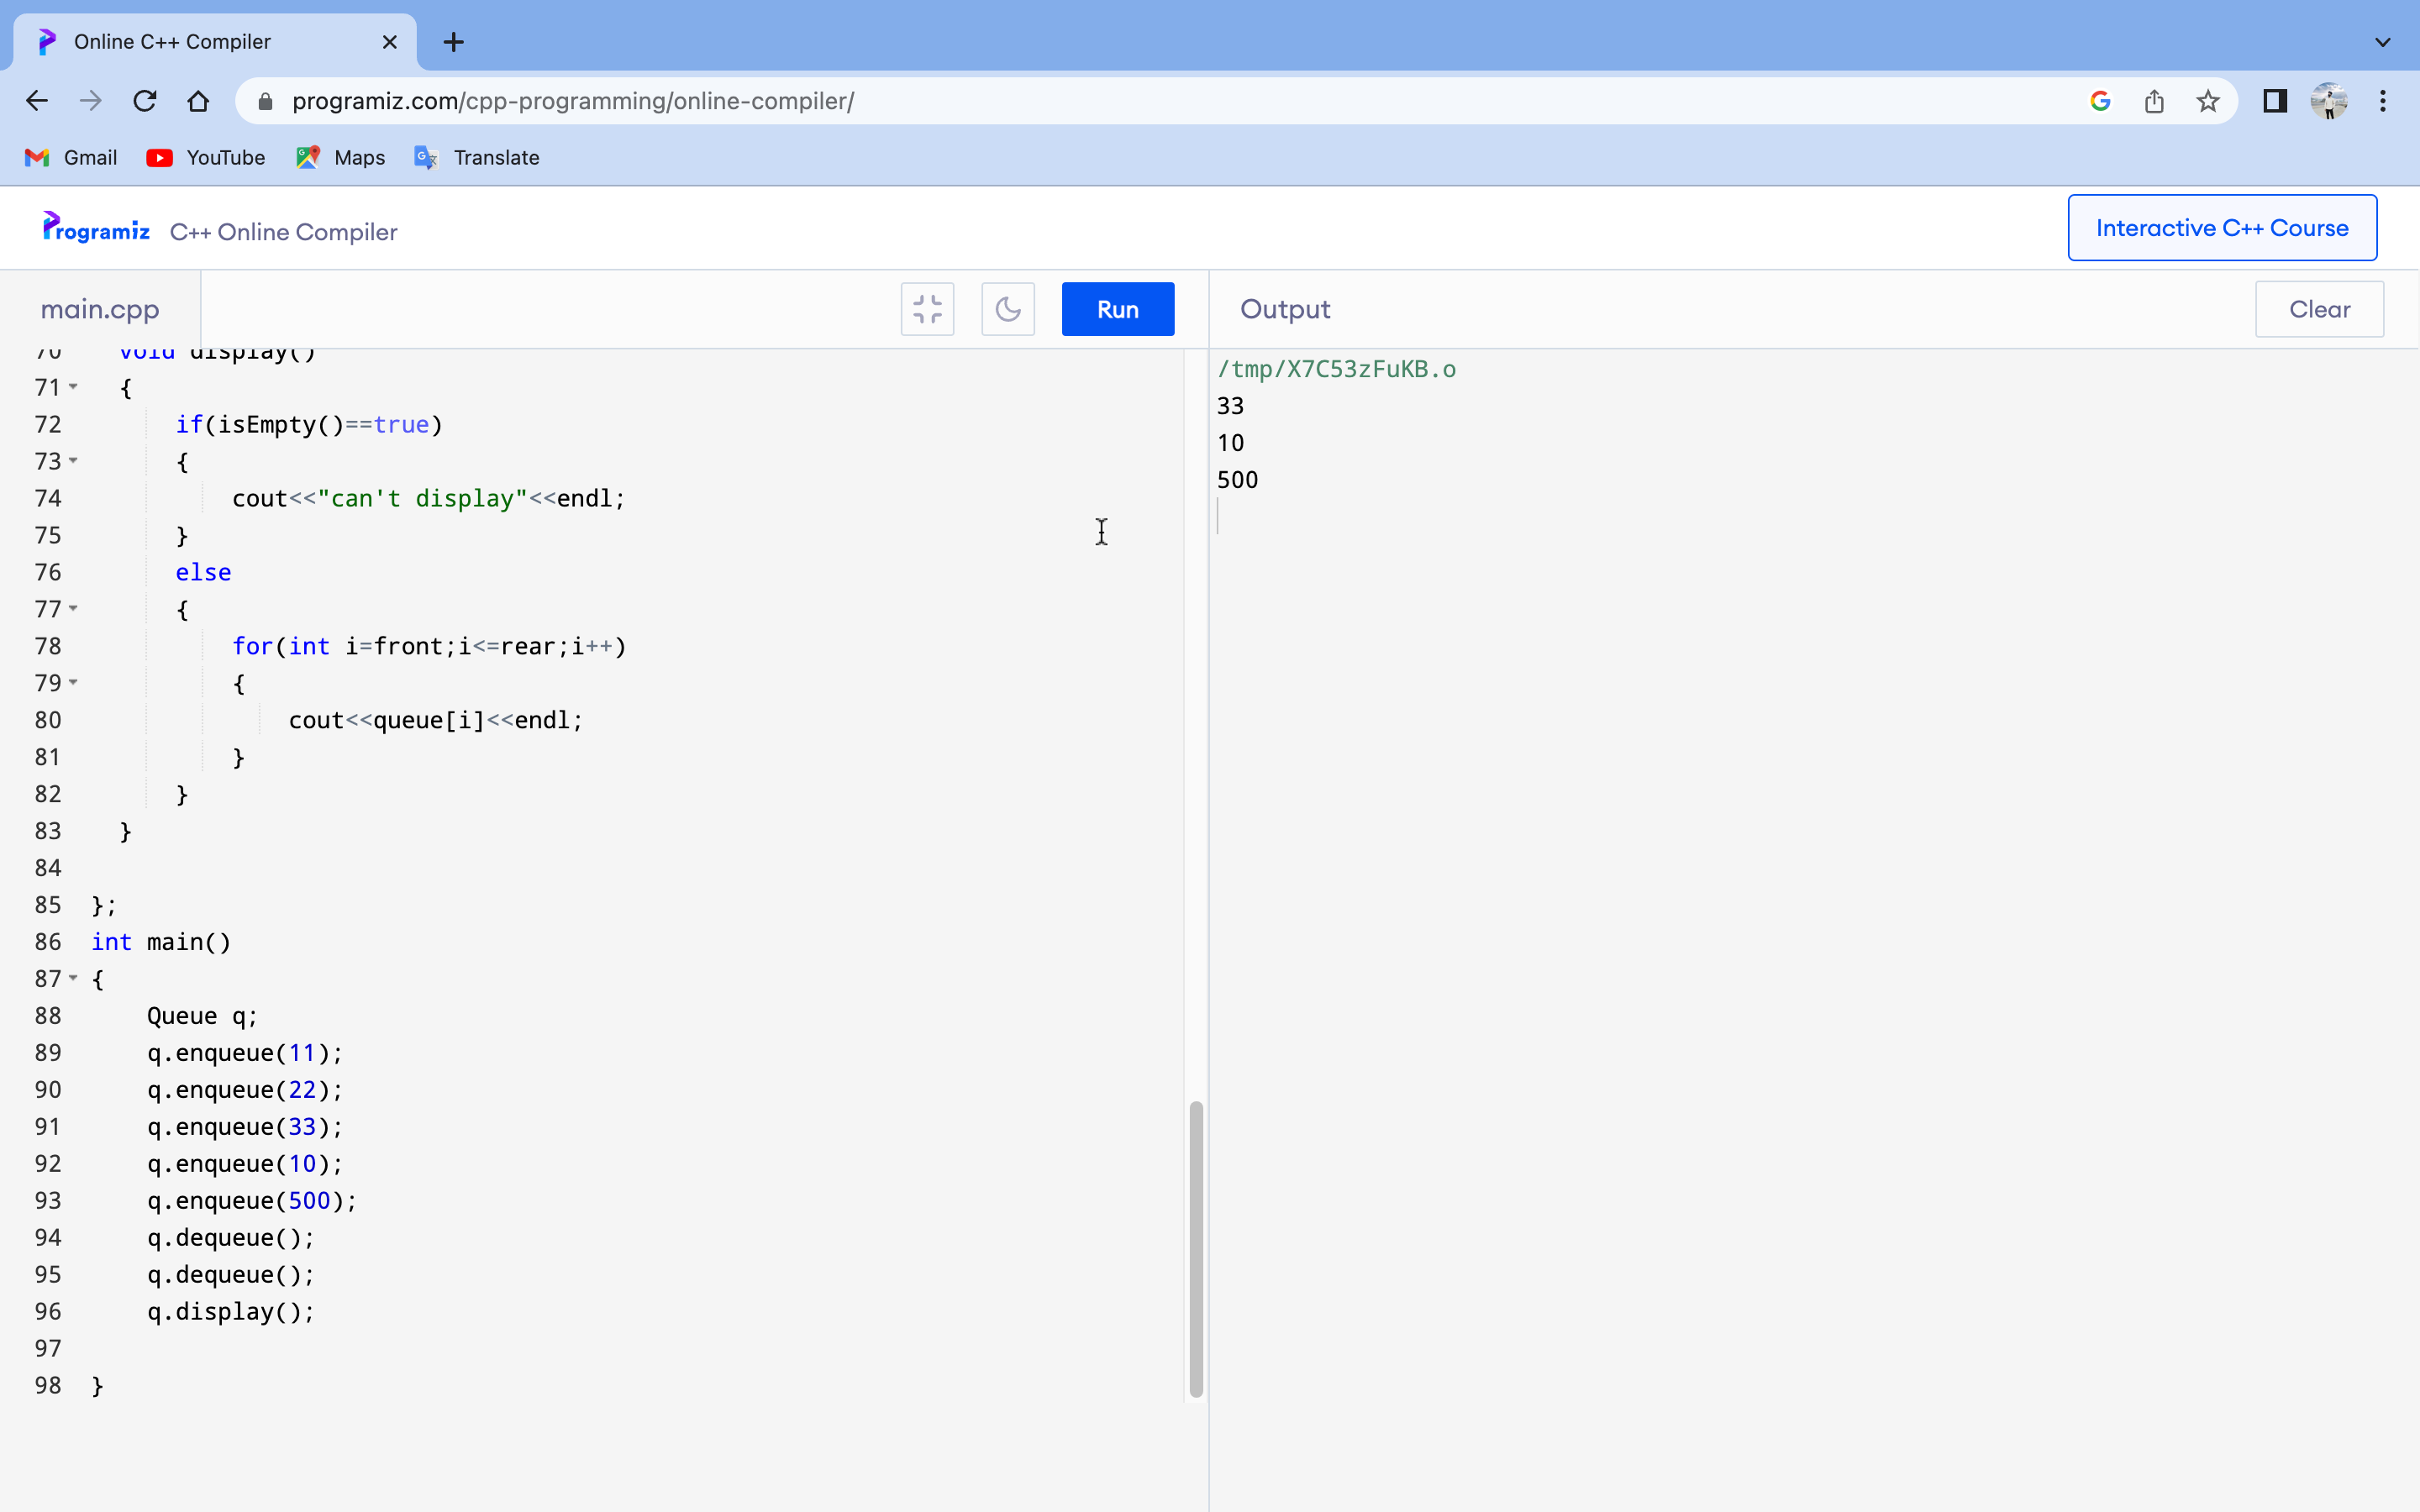 Online C++ Compiler
programiz.com/cpp-programming/online-compiler/
Gmail YouTube Maps Translate
Programiz C++ Online Compiler
Interactive C++ Course
main.cpp
Run
Output
Clear
70 void display()
71 {
72 if(isEmpty()==true)
73 {
74 cout<<"can't display"<<endl;
75 }
76 else
77 {
78 for(int i=front;i<=rear;i++)
79 {
80 cout<<queue[i]<<endl;
81 }
82 }
83 }
84
85 };
86 int main()
87 {
88 Queue q;
89 q.enqueue(11);
90 q.enqueue(22);
91 q.enqueue(33);
92 q.enqueue(10);
93 q.enqueue(500);
94 q.dequeue();
95 q.dequeue();
96 q.display();
97
98 }
/tmp/X7C53zFuKB.o
33
10
500